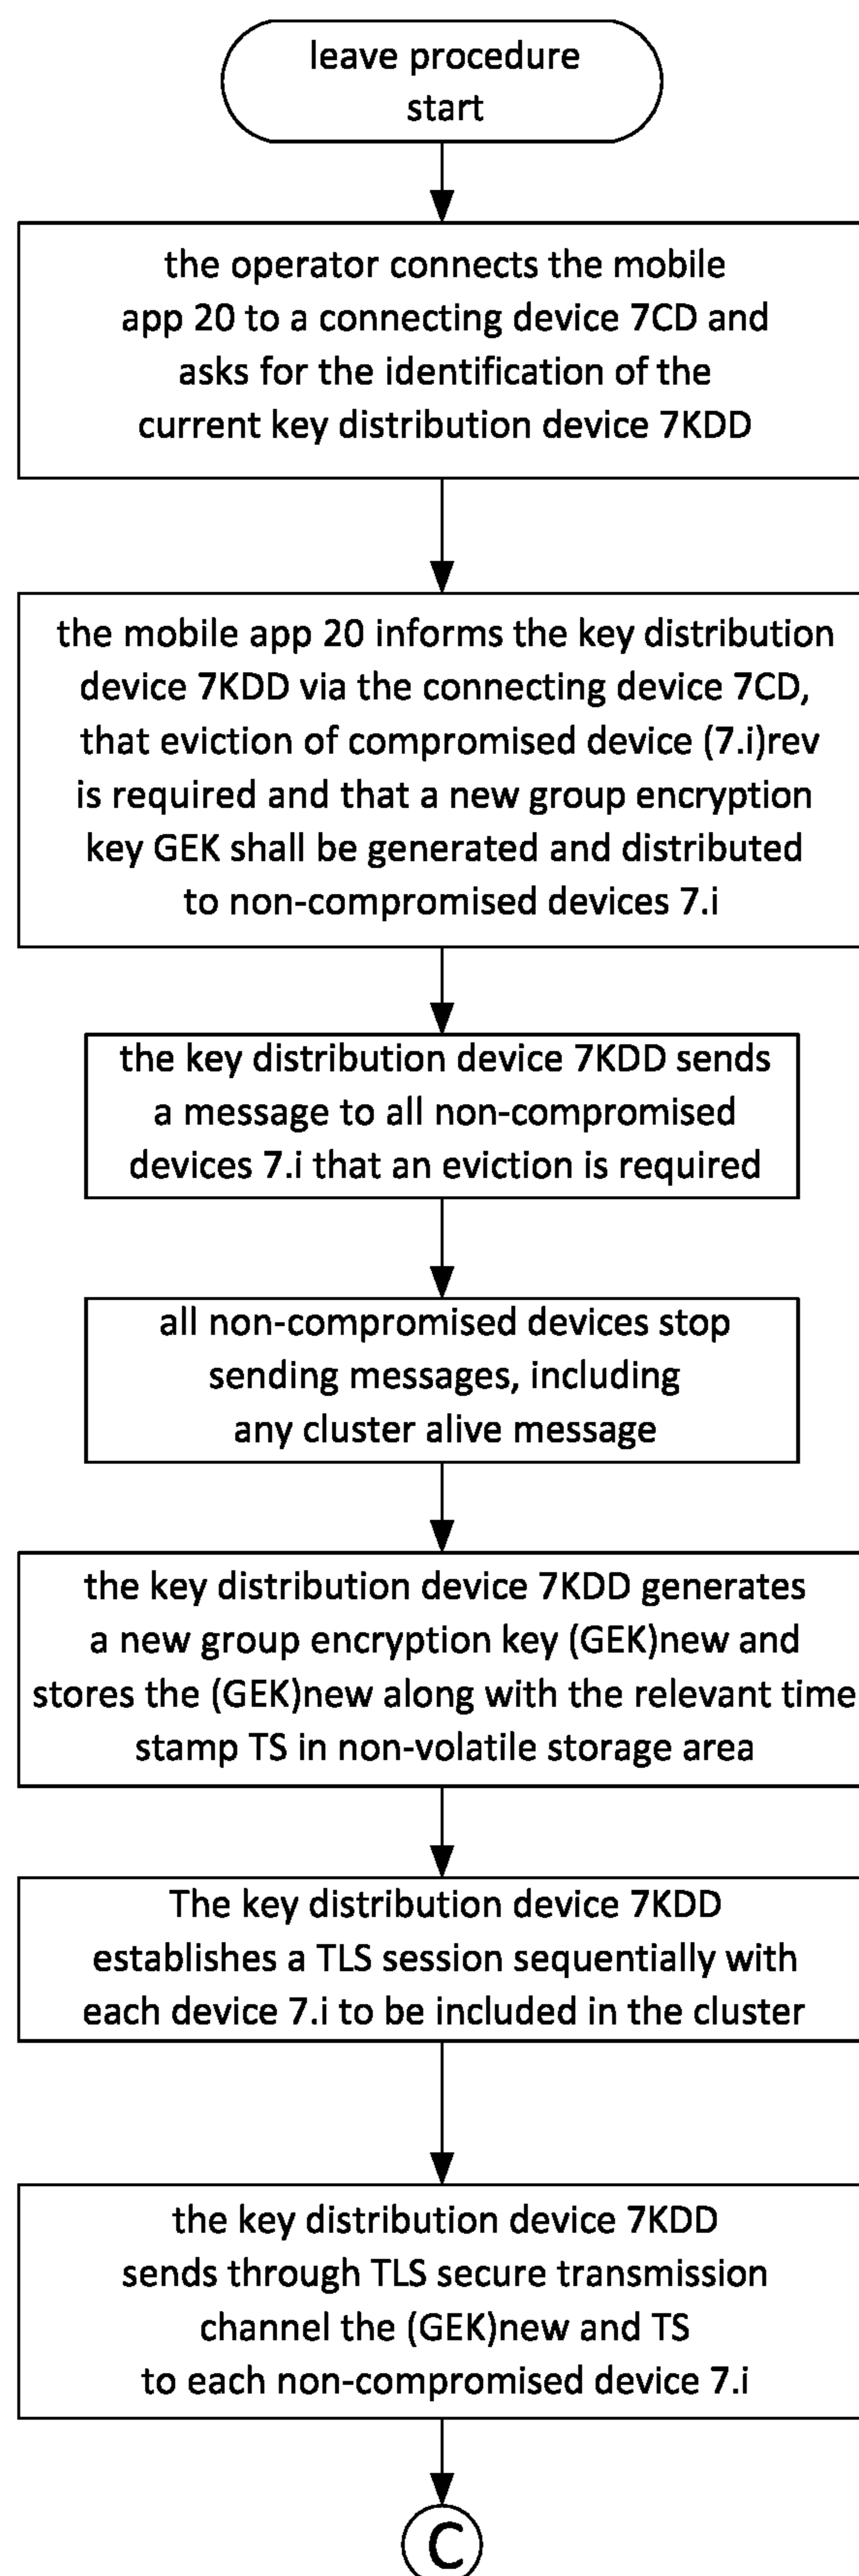 leave procedure
start
the operator connects the mobile
app 20 to a connecting device 7CD and
asks for the identification of the
current key distribution device 7KDD
the mobile app 20 informs the key distribution
device 7KDD via the connecting device 7CD,
that eviction of compromised device (7.i)rev
is required and that a new group encryption
key GEK shall be generated and distributed
to non-compromised devices 7.i
the key distribution device 7KDD sends
a message to all non-compromised
devices 7.i that an eviction is required
all non-compromised devices stop
sending messages, including
any cluster alive message
the key distribution device 7KDD generates
a new group encryption key (GEK)new and
stores the (GEK)new along with the relevant time
stamp TS in non-volatile storage area
The key distribution device 7KDD
establishes a TLS session sequentially with
each device 7.i to be included in the cluster
the key distribution device 7KDD
sends through TLS secure transmission
channel the (GEK)new and TS
to each non-compromised device 7.i
C